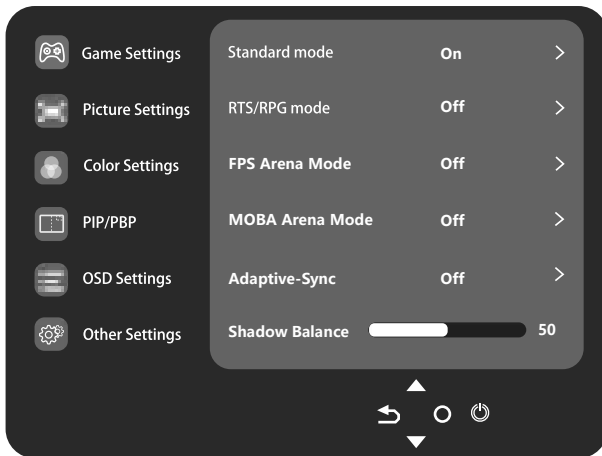 Game Settings
Picture Settings
Color Settings
PIP/PBP
OSD Settings
Other Settings
Standard mode On >
RTS/RPG mode Off >
FPS Arena Mode Off >
MOBA Arena Mode Off >
Adaptive-Sync Off >
Shadow Balance 50